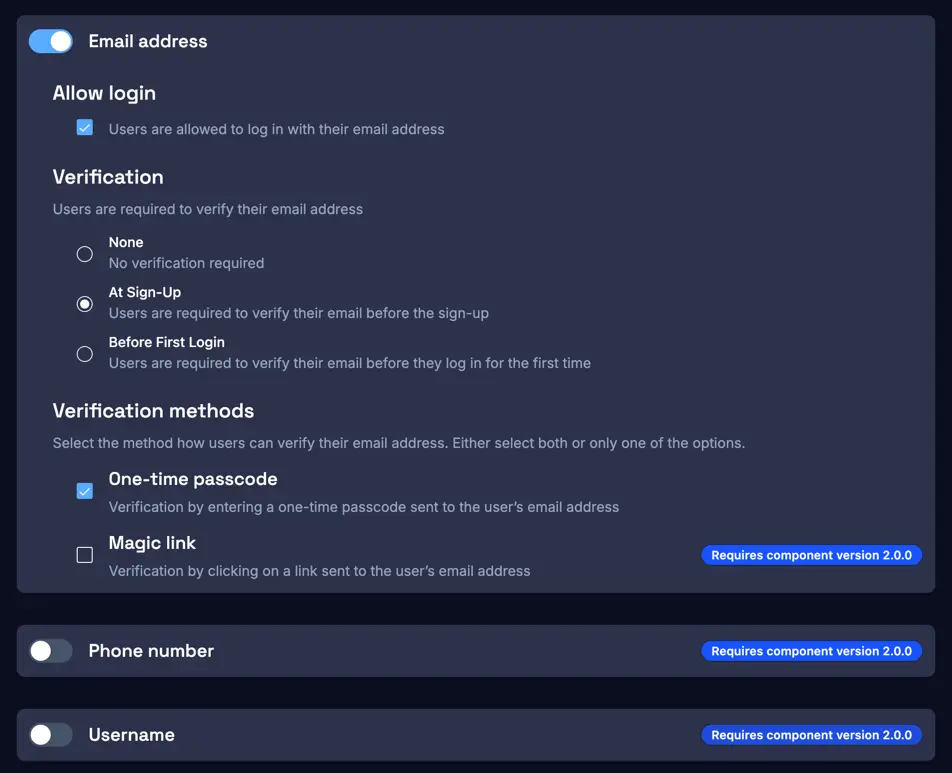 Email address
Allow login
Users are allowed to log in with their email address
Verification
Users are required to verify their email address
None
No verification required
At Sign-Up
Users are required to verify their email before the sign-up
Before First Login
Users are required to verify their email before they log in for the first time
Verification methods
Select the method how users can verify their email address. Either select both or only one of the options.
One-time passcode
Verification by entering a one-time passcode sent to the user’s email address
Magic link
Requires component version 2.0.0
Verification by clicking on a link sent to the user’s email address
Phone number
Requires component version 2.0.0
Username
Requires component version 2.0.0